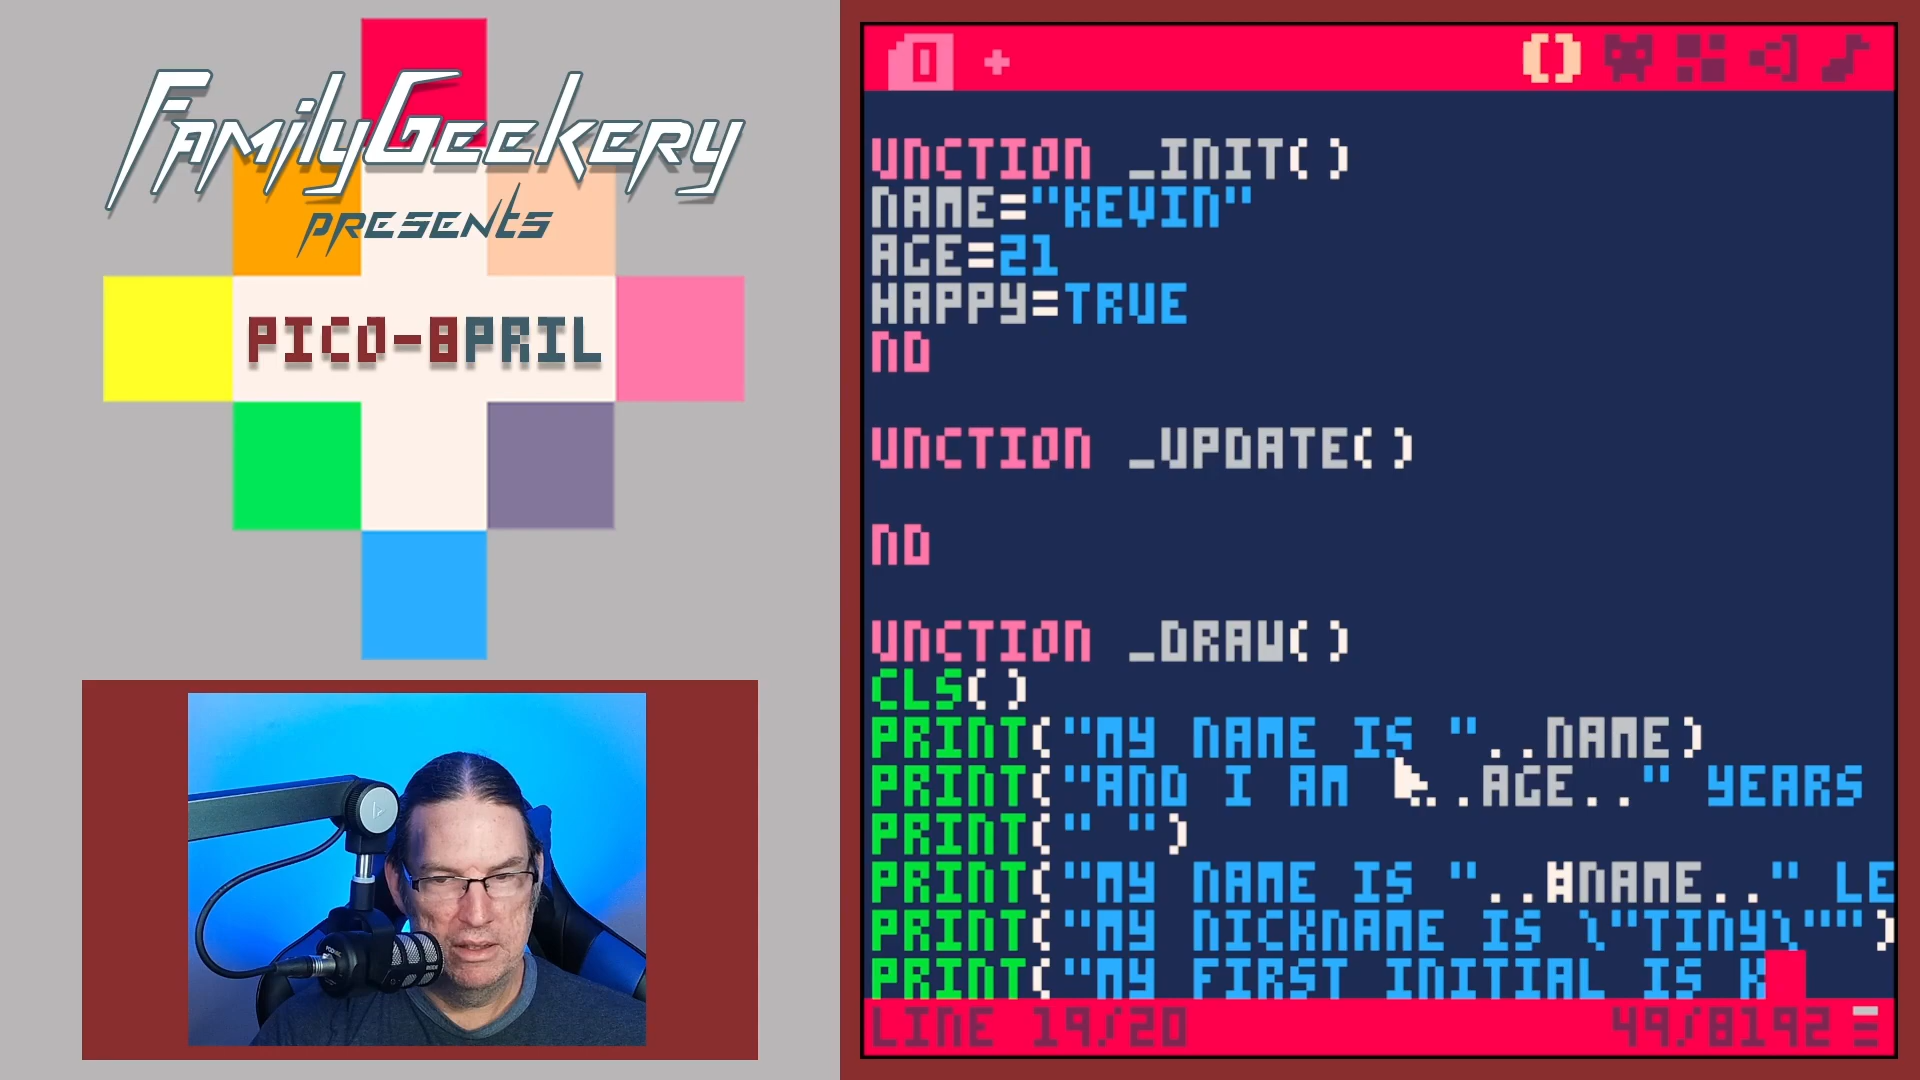 FamilyGeekery
presents
PICO-8PRIL
0 +
UNCTION _INIT()
NAME="KEVIN"
AGE=21
HAPPY=TRUE
ND
UNCTION _UPDATE()
ND
UNCTION _DRAW()
CLS()
PRINT("MY NAME IS "..NAME)
PRINT("AND I AM ..AGE.." YEARS
PRINT(" ")
PRINT("MY NAME IS "..#NAME.." LE
PRINT("MY NICKNAME IS \"TINY\"")
PRINT("MY FIRST INITIAL IS K
LINE 19/20 49/8192